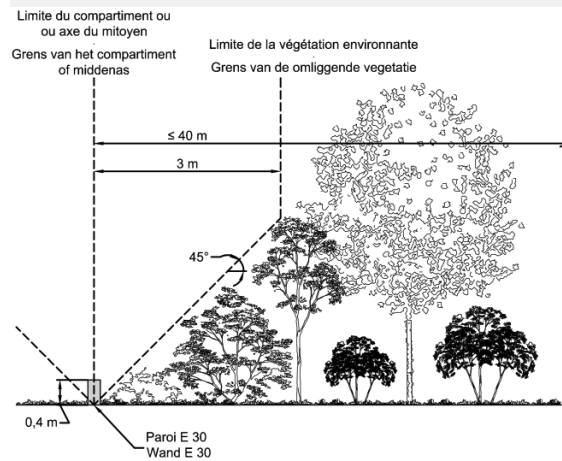 Limite du compartiment ou
ou axe du mitoyen
Grens van het compartiment
of middenas
Limite de la végétation environnante
Grens van de omliggende vegetatie
≤ 40 m
3 m
45°
0,4 m
Paroi E 30
Wand E 30